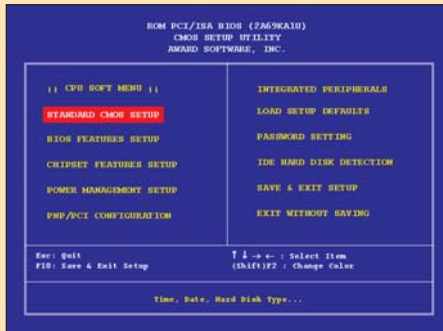 ROM PCI/ISA BIOS (2A69KA1U)
CMOS SETUP UTILITY
AWARD SOFTWARE, INC.
¡¡ CPU SOFT MENU ¡¡
STANDARD CMOS SETUP
BIOS FEATURES SETUP
CHIPSET FEATURES SETUP
POWER MANAGEMENT SETUP
PNP/PCI CONFIGURATION
INTEGRATED PERIPHERALS
LOAD SETUP DEFAULTS
PASSWORD SETTING
IDE HARD DISK DETECTION
SAVE & EXIT SETUP
EXIT WITHOUT SAVING
Esc: Quit
F10: Save & Exit Setup
↑ ↓ → ← : Select Item
(Shift)F2 : Change Color
Time, Date, Hard Disk Type...